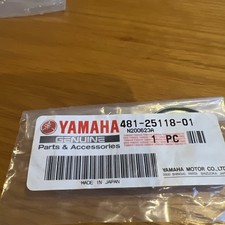 YAMAHA 481-25118-01
GENUINE N200623A
Parts & Accessories 1 PC
YAMAHA MOTOR CO.,LTD.
MADE IN JAPAN